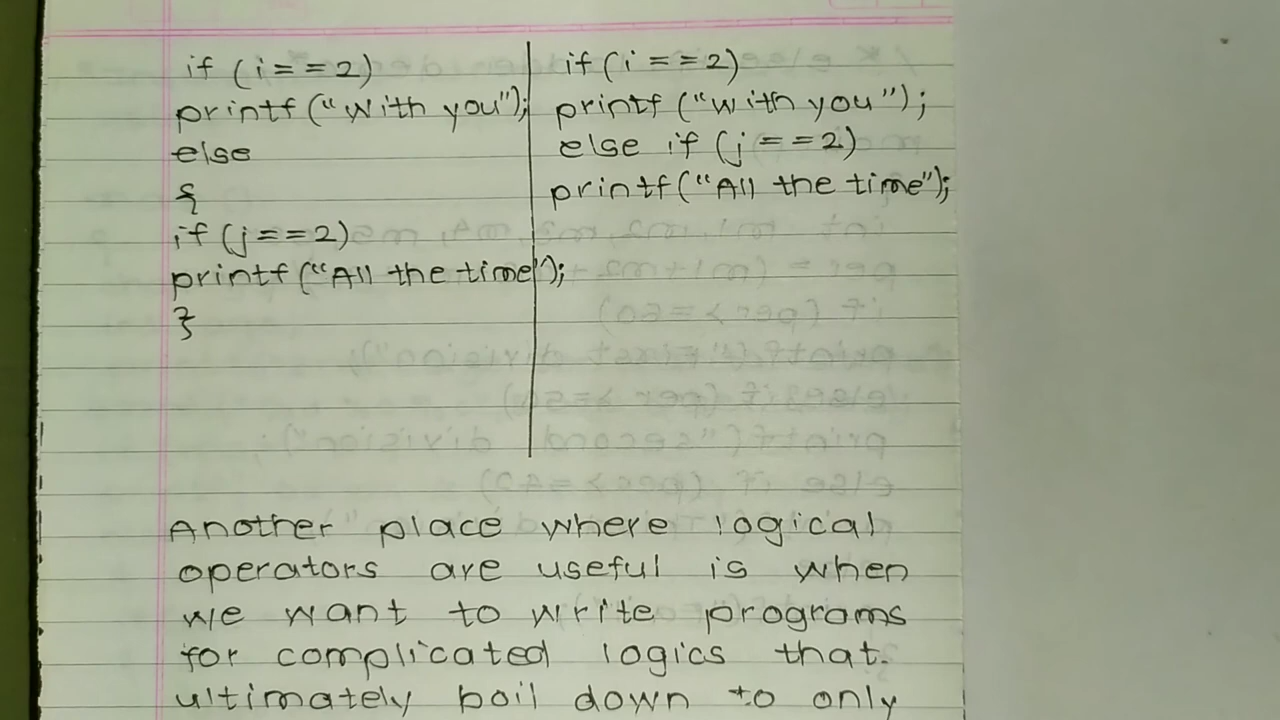 if (i==2)
printf("With you");
else
{
if (j==2)
printf("All the time");
}
if (i ==2)
printf ("With you");
else if (j ==2)
printf("All the time");
Another place where logical
operators are useful is when
we want to write programs
for complicated logics that.
ultimately boil down to only